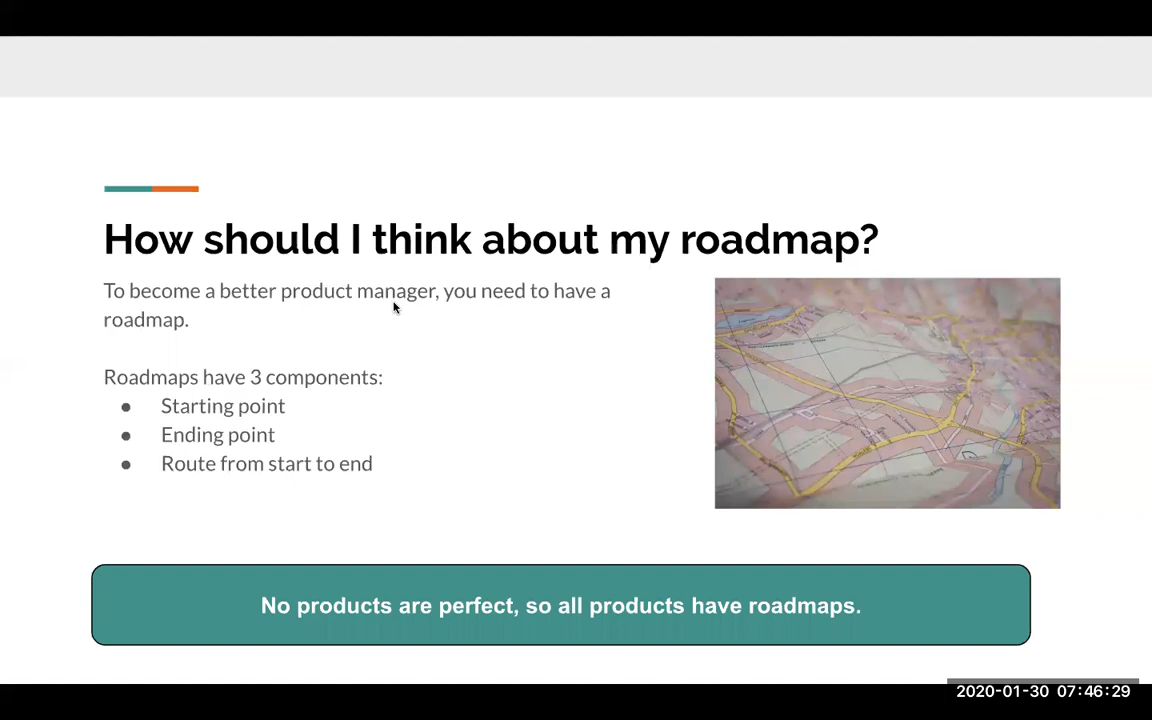 How should I think about my roadmap?
To become a better product manager, you need to have a
roadmap.
Roadmaps have 3 components:
● Starting point
● Ending point
● Route from start to end
No products are perfect, so all products have roadmaps.
2020-01-30 07:46:29